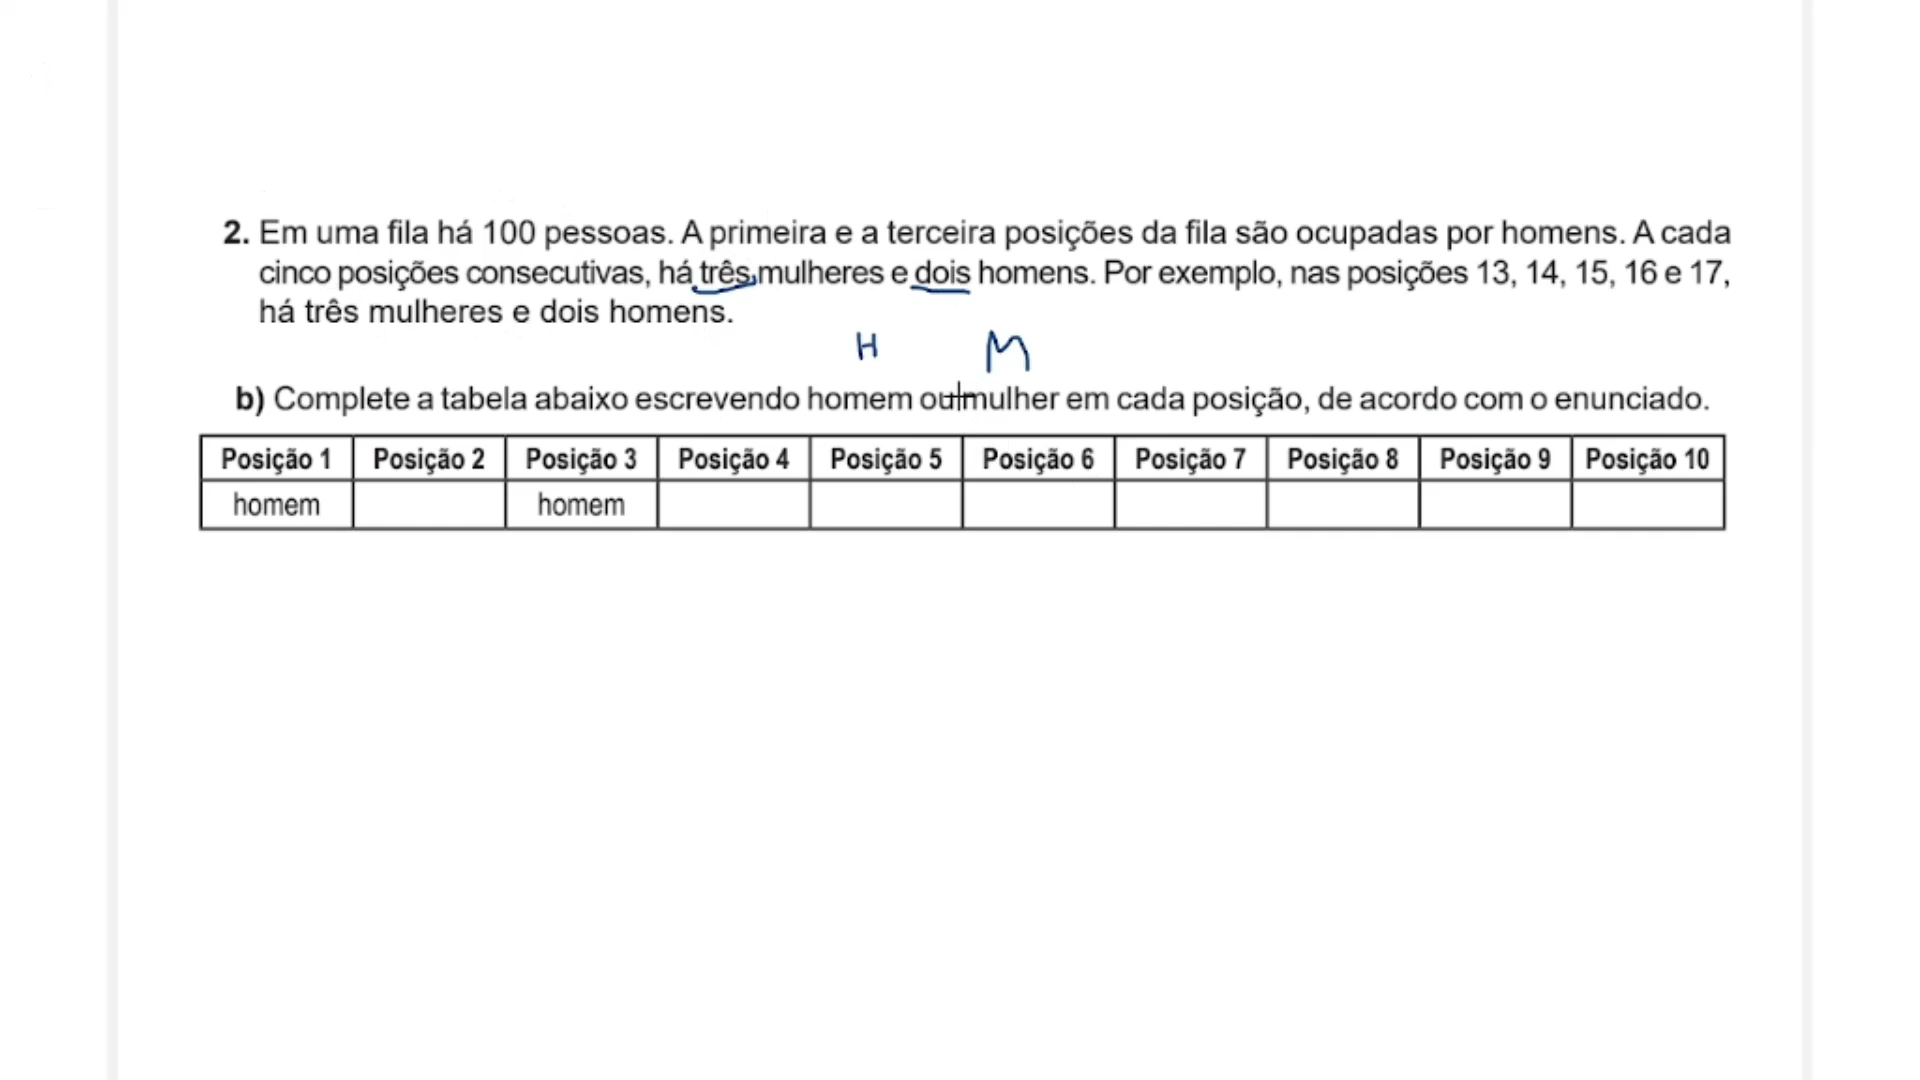 2. Em uma fila há 100 pessoas. A primeira e a terceira posições da fila são ocupadas por homens. A cada
cinco posições consecutivas, há três mulheres e dois homens. Por exemplo, nas posições 13, 14, 15, 16 e 17,
há três mulheres e dois homens.
H M
b) Complete a tabela abaixo escrevendo homem ou mulher em cada posição, de acordo com o enunciado.
Posição 1 Posição 2 Posição 3 Posição 4 Posição 5 Posição 6 Posição 7 Posição 8 Posição 9 Posição 10
homem homem